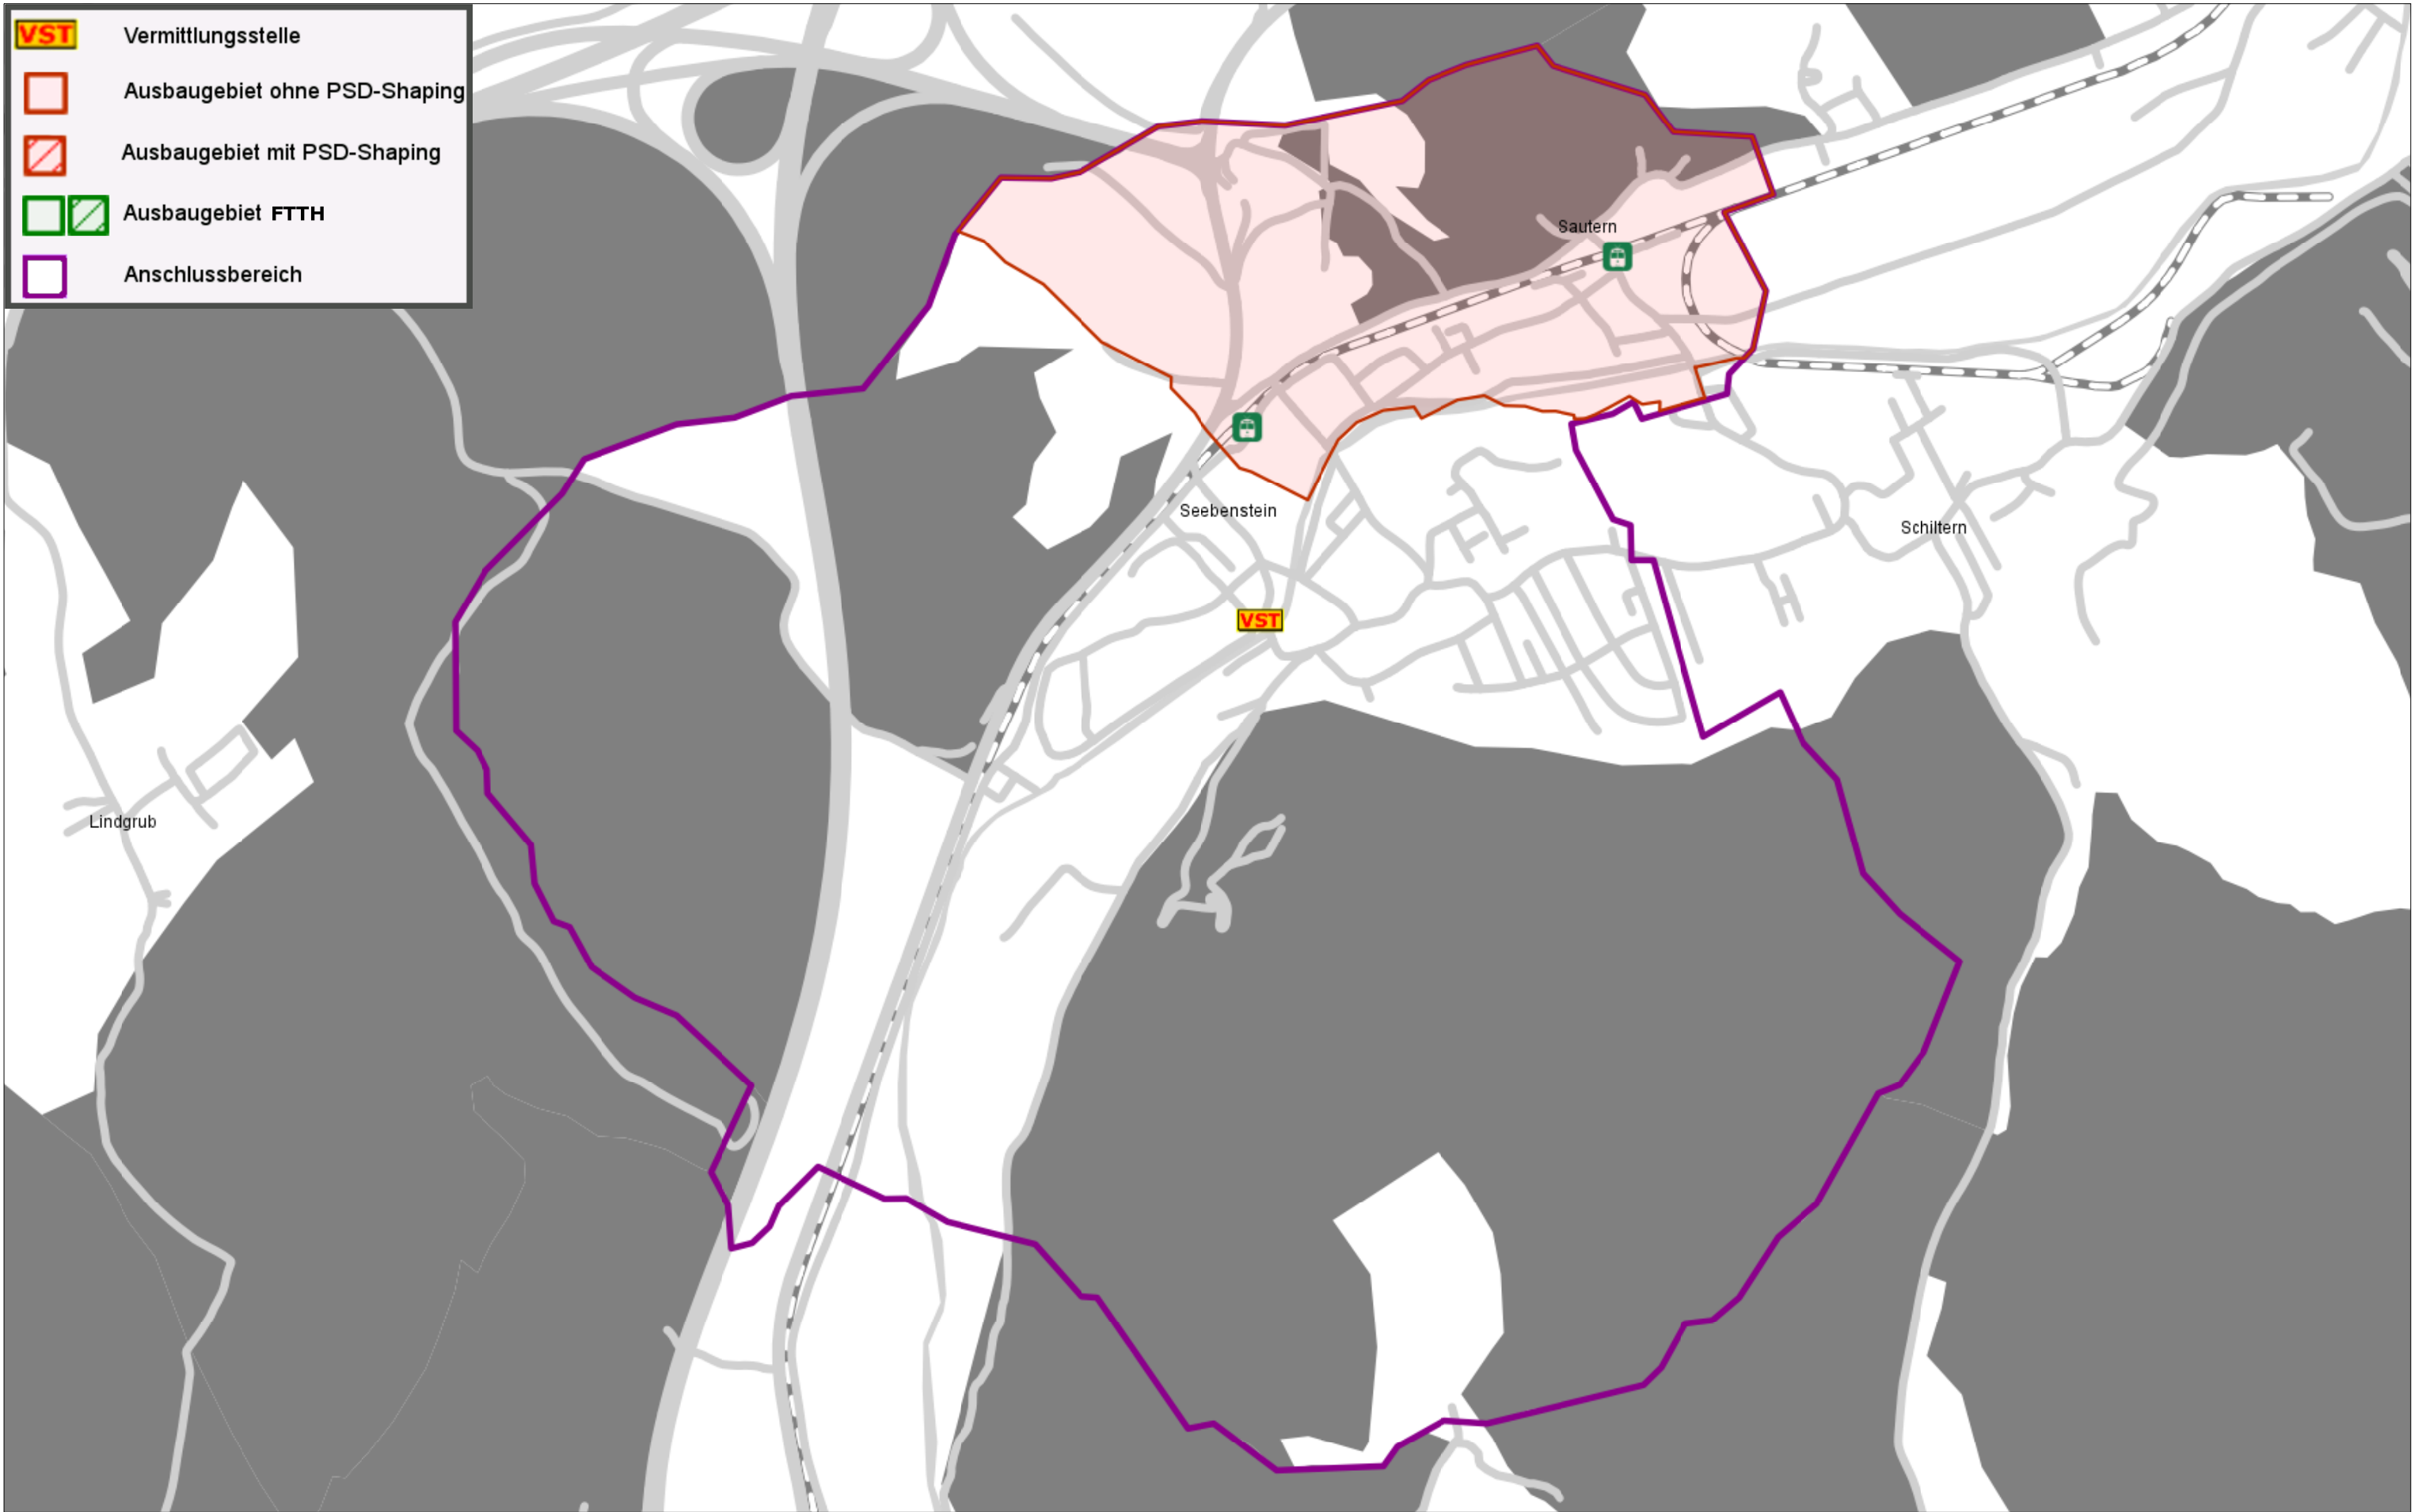 VST Vermittlungsstelle
Ausbaugebiet ohne PSD-Shaping
Ausbaugebiet mit PSD-Shaping
Ausbaugebiet FTTH
Anschlussbereich
Sautern
Seebenstein
Schiltern
VST
Lindgrub